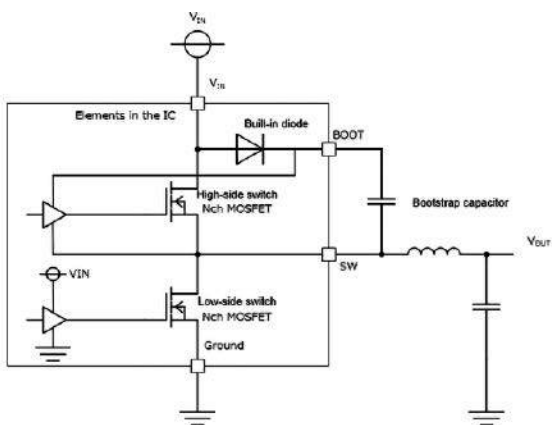 VIN
VIN
Elements in the IC
Built-in diode
BOOT
High-side switch
Nch MOSFET
Bootstrap capacitor
VOUT
SW
VIN
Low-side switch
Nch MOSFET
Ground